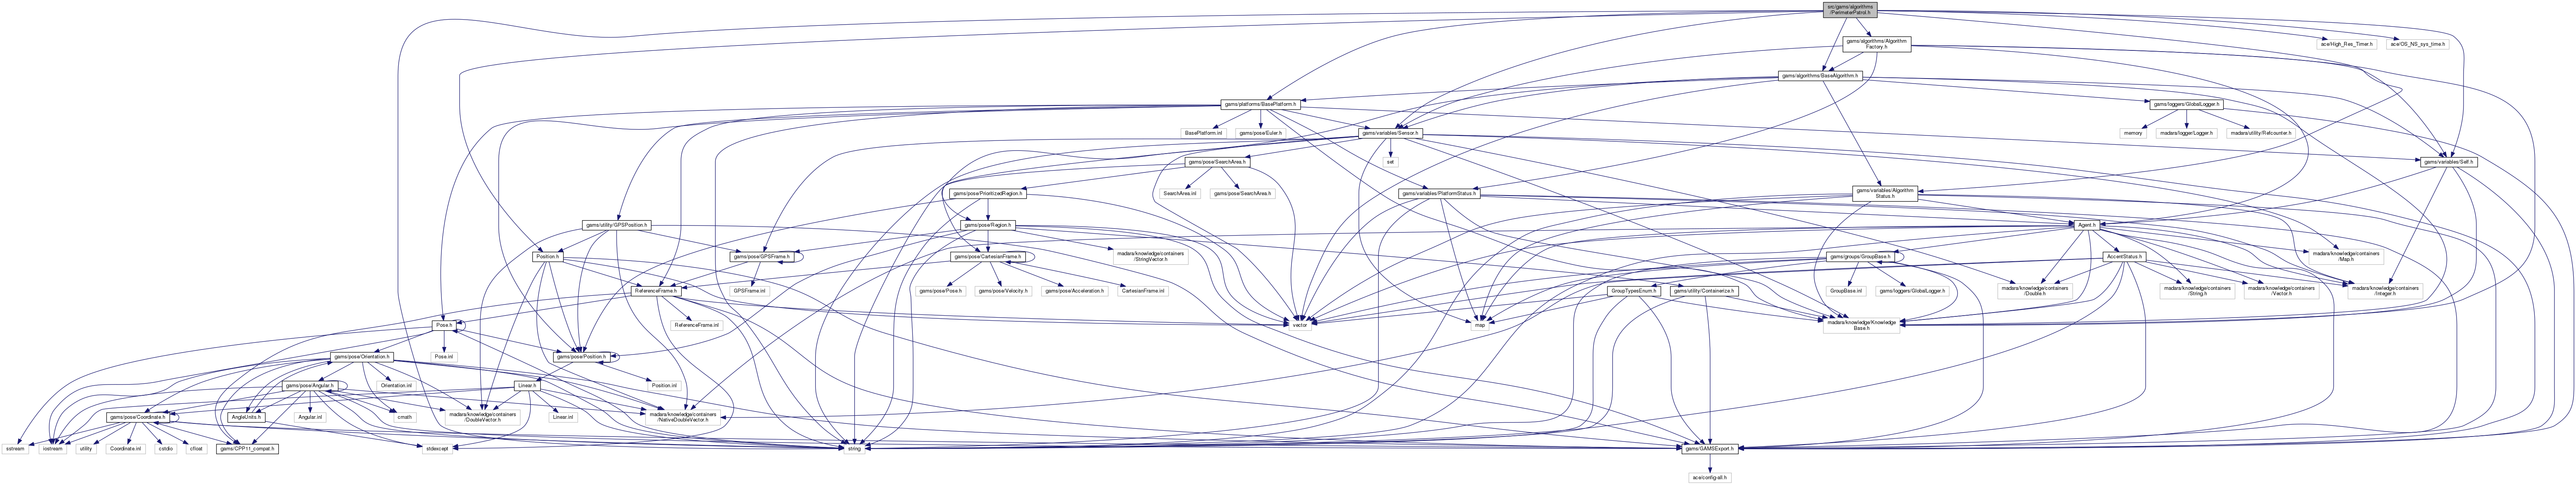 src/gams/algorithms
/PerimeterPatrol.h
gams/algorithms/Algorithm
Factory.h
ace/High_Res_Timer.h
ace/OS_NS_sys_time.h
gams/algorithms/BaseAlgorithm.h
gams/platforms/BasePlatform.h
gams/loggers/GlobalLogger.h
BasePlatform.inl
gams/pose/Euler.h
gams/variables/Sensor.h
memory
madara/logger/Logger.h
madara/utility/Refcounter.h
gams/pose/SearchArea.h
set
gams/variables/Self.h
gams/pose/PrioritizedRegion.h
SearchArea.inl
gams/pose/SearchArea.h
gams/variables/PlatformStatus.h
gams/variables/Algorithm
Status.h
gams/utility/GPSPosition.h
gams/pose/Region.h
Agent.h
Position.h
gams/pose/GPSFrame.h
gams/pose/CartesianFrame.h
madara/knowledge/containers
/StringVector.h
gams/groups/GroupBase.h
AccentStatus.h
madara/knowledge/containers
/Map.h
ReferenceFrame.h
GPSFrame.inl
gams/pose/Pose.h
gams/pose/Velocity.h
gams/pose/Acceleration.h
CartesianFrame.inl
GroupTypesEnum.h
gams/utility/Containerize.h
GroupBase.inl
gams/loggers/GlobalLogger.h
madara/knowledge/containers
/Double.h
madara/knowledge/containers
/String.h
madara/knowledge/containers
/Vector.h
madara/knowledge/containers
/Integer.h
Pose.h
ReferenceFrame.inl
vector
map
madara/knowledge/Knowledge
Base.h
gams/pose/Orientation.h
Pose.inl
gams/pose/Position.h
gams/pose/Angular.h
Orientation.inl
Linear.h
Position.inl
gams/pose/Coordinate.h
AngleUnits.h
Angular.inl
cmath
madara/knowledge/containers
/DoubleVector.h
Linear.inl
madara/knowledge/containers
/NativeDoubleVector.h
sstream
iostream
utility
Coordinate.inl
cstdio
cfloat
gams/CPP11_compat.h
stdexcept
string
gams/GAMSExport.h
ace/config-all.h